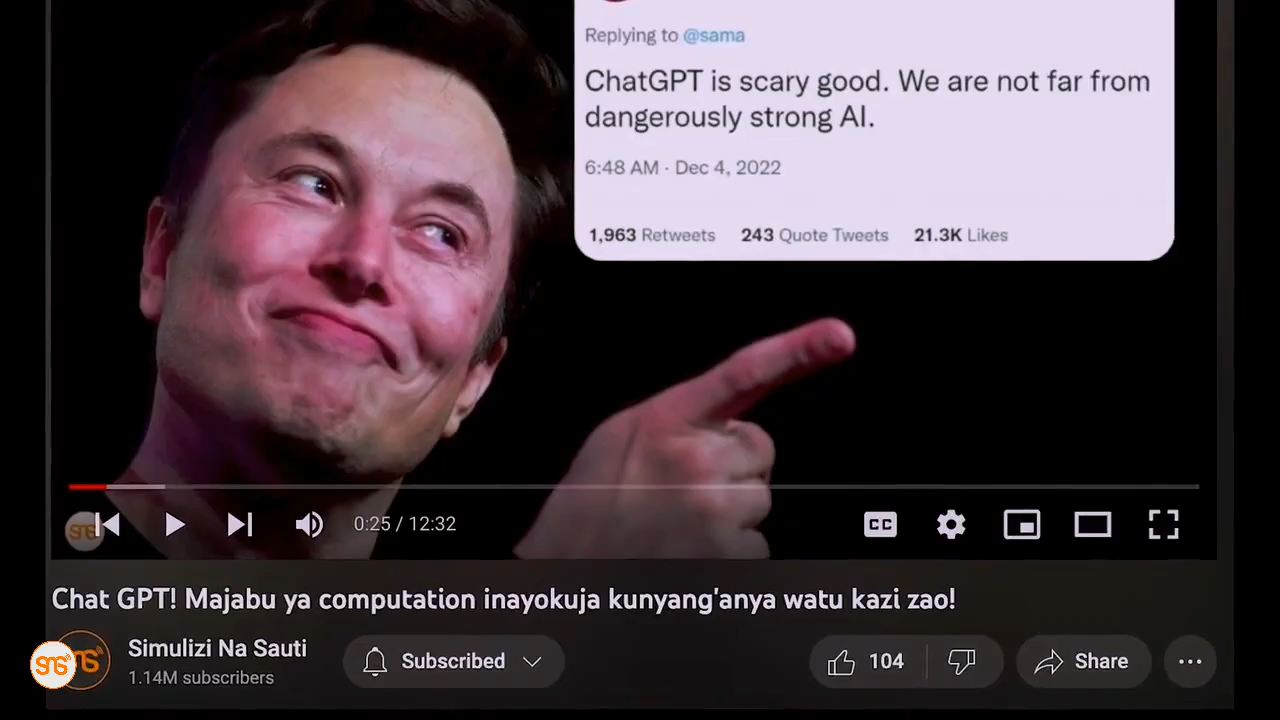 Replying to @sama
ChatGPT is scary good. We are not far from
dangerously strong AI.
6:48 AM · Dec 4, 2022
1,963 Retweets 243 Quote Tweets 21.3K Likes
SNS
0:25 / 12:32
CC
Chat GPT! Majabu ya computation inayokuja kunyang'anya watu kazi zao!
SNS
Simulizi Na Sauti
1.14M subscribers
Subscribed
104
Share